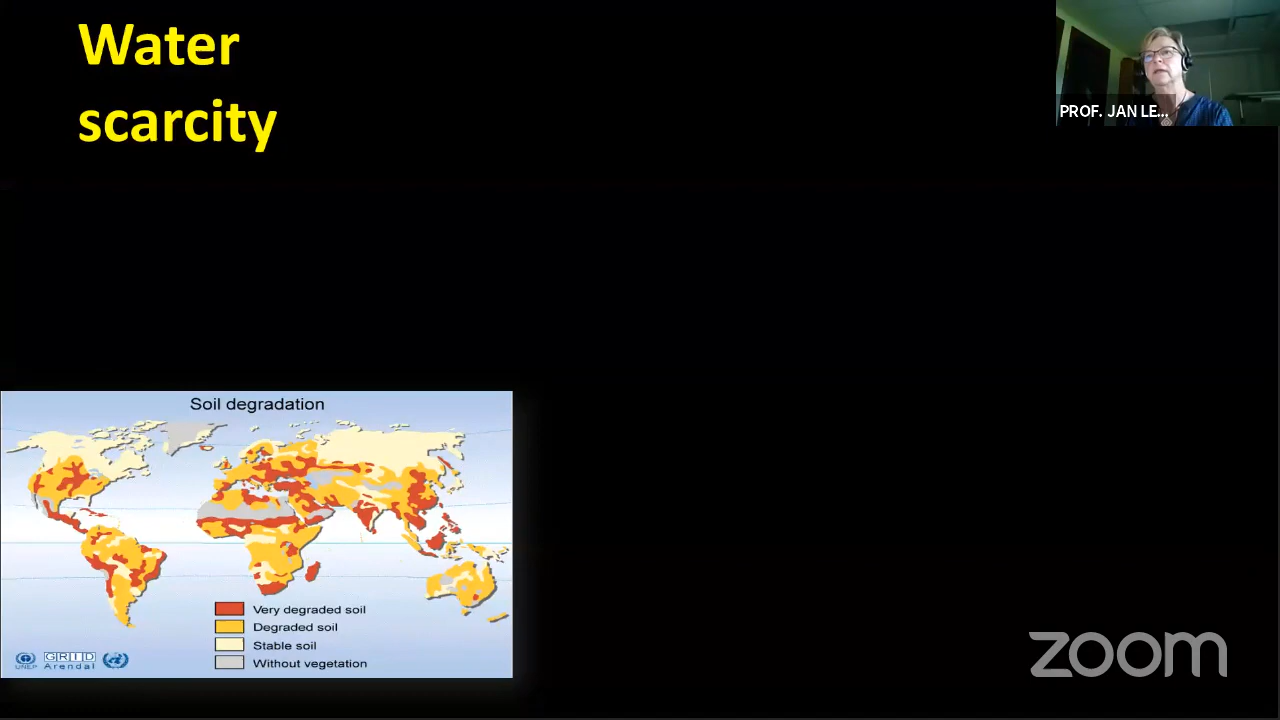 Water
scarcity
PROF. JAN LE...
Soil degradation
Very degraded soil
Degraded soil
Stable soil
Without vegetation
UNEP
GRID
Arendal
zoom